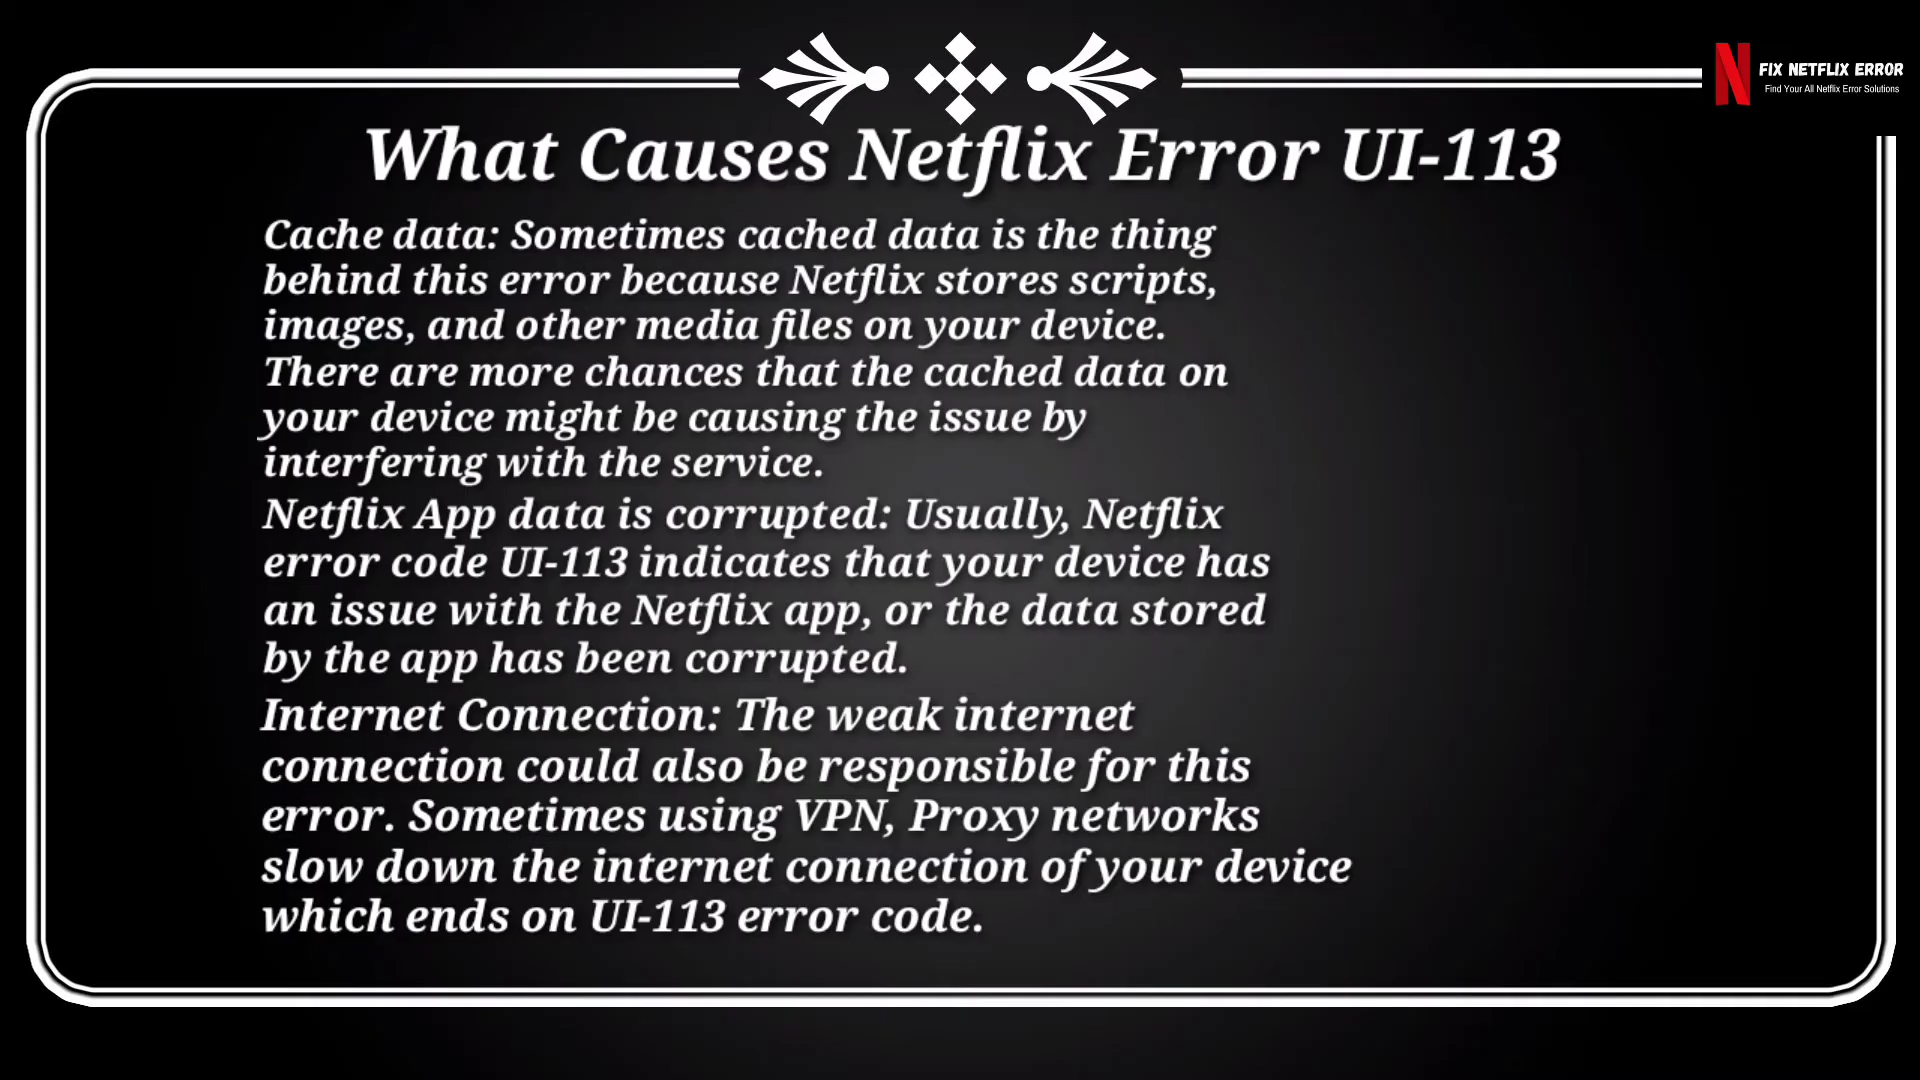 FIX NETFLIX ERROR
Find Your All Netflix Error Solutions
What Causes Netflix Error UI-113
Cache data: Sometimes cached data is the thing
behind this error because Netflix stores scripts,
images, and other media files on your device.
There are more chances that the cached data on
your device might be causing the issue by
interfering with the service.
Netflix App data is corrupted: Usually, Netflix
error code UI-113 indicates that your device has
an issue with the Netflix app, or the data stored
by the app has been corrupted.
Internet Connection: The weak internet
connection could also be responsible for this
error. Sometimes using VPN, Proxy networks
slow down the internet connection of your device
which ends on UI-113 error code.